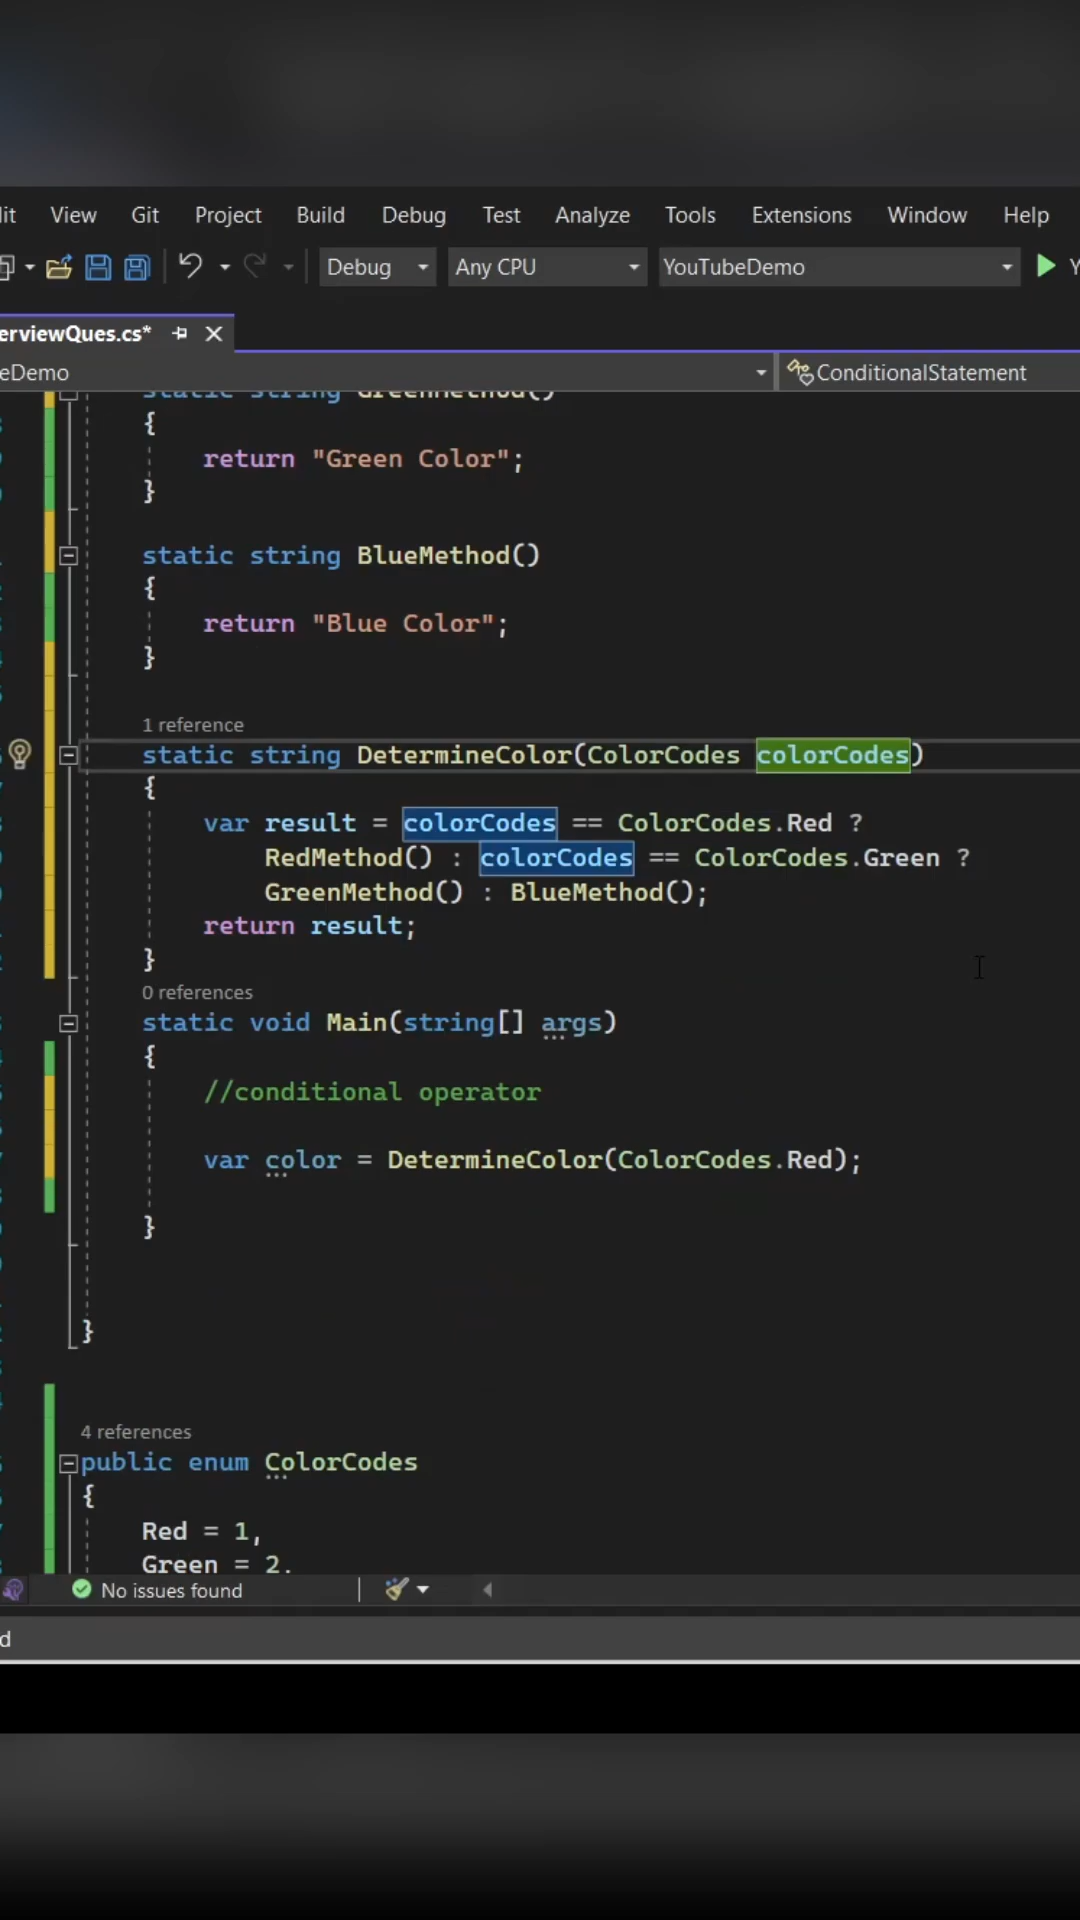 View Git Project Build Debug Test Analyze Tools Extensions Window Help
Debug Any CPU YouTubeDemo
erviewQues.cs*
eDemo ConditionalStatement
static string GreenMethod()
{
return "Green Color";
}
static string BlueMethod()
{
return "Blue Color";
}
1 reference
static string DetermineColor(ColorCodes colorCodes)
{
var result = colorCodes == ColorCodes.Red ?
RedMethod() : colorCodes == ColorCodes.Green ?
GreenMethod() : BlueMethod();
return result;
}
0 references
static void Main(string[] args)
{
//conditional operator
var color = DetermineColor(ColorCodes.Red);
}
}
4 references
public enum ColorCodes
{
Red = 1,
Green = 2,
No issues found